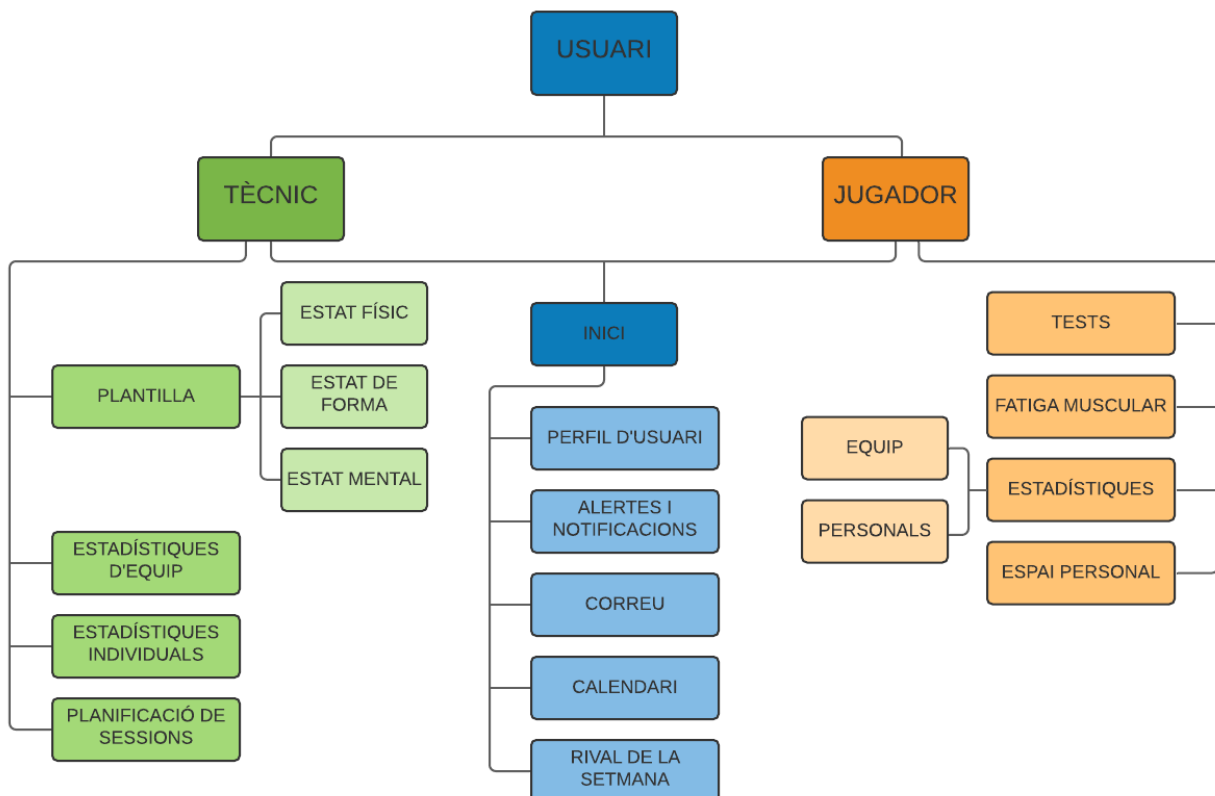 USUARI
TÈCNIC
JUGADOR
PLANTILLA
ESTAT FÍSIC
ESTAT DE
FORMA
ESTAT MENTAL
ESTADÍSTIQUES
D'EQUIP
ESTADÍSTIQUES
INDIVIDUALS
PLANIFICACIÓ DE
SESSIONS
INICI
PERFIL D'USUARI
ALERTES I
NOTIFICACIONS
CORREU
CALENDARI
RIVAL DE LA
SETMANA
TESTS
FATIGA MUSCULAR
ESTADÍSTIQUES
EQUIP
PERSONALS
ESPAI PERSONAL